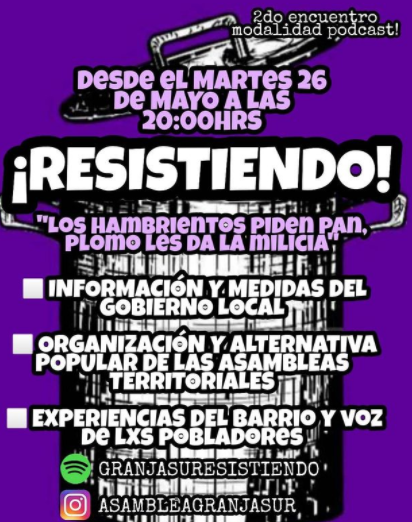 2do encuentro
modalidad podcast!
DESDE EL MARTES 26
DE MAYO A LAS
20:00HRS
¡RESISTIENDO!
"LOS HAMBRIENTOS PIDEN PAN,
PLOMO LES DA LA MILICIA"
INFORMACIÓN Y MEDIDAS DEL
GOBIERNO LOCAL
ORGANIZACIÓN Y ALTERNATIVA
POPULAR DE LAS ASAMBLEAS
TERRITORIALES
EXPERIENCIAS DEL BARRIO Y VOZ
DE LXS POBLADORES
GRANJASURESISTIENDO
ASAMBLEAGRANJASUR